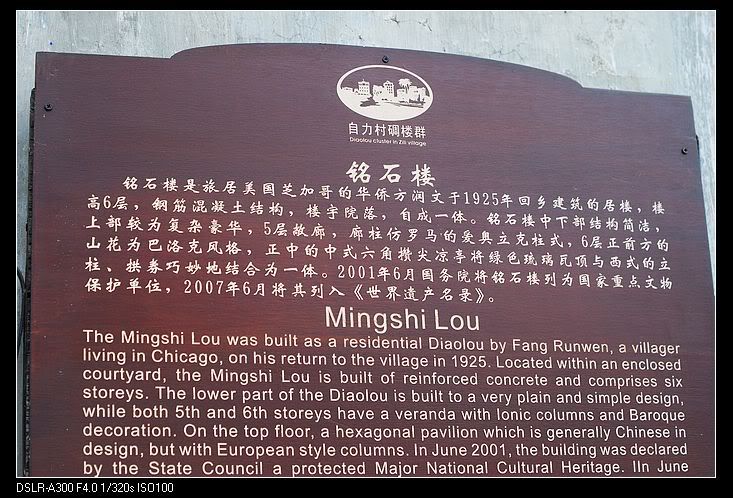 自力村碉楼群
Diaolou cluster in Zili village
铭石楼
铭石楼是旅居美国芝加哥的华侨方润文于1925年回乡建筑的居楼，楼
高6层，钢筋混凝土结构，楼宇院落，自成一体。铭石楼中下部结构简洁，
上部较为复杂豪华，5层敞廊，廊柱仿罗马的爱奥立克柱式，6层正前方的
山花为巴洛克风格，正中的中式六角攒尖凉亭将绿色琉璃瓦顶与西式的立
柱、拱券巧妙地结合为一体。2001年6月国务院将铭石楼列为国家重点文物
保护单位，2007年6月将其列入《世界遗产名录》。
Mingshi Lou
The Mingshi Lou was built as a residential Diaolou by Fang Runwen, a villager
living in Chicago, on his return to the village in 1925. Located within an enclosed
courtyard, the Mingshi Lou is built of reinforced concrete and comprises six
storeys. The lower part of the Diaolou is built to a very plain and simple design,
while both 5th and 6th storeys have a veranda with Ionic columns and Baroque
decoration. On the top floor, a hexagonal pavilion which is generally Chinese in
design, but with European style columns. In June 2001, the building was declared
by the State Council a protected Major National Cultural Heritage. IIn June
DSLR-A300 F4.0 1/320s ISO100